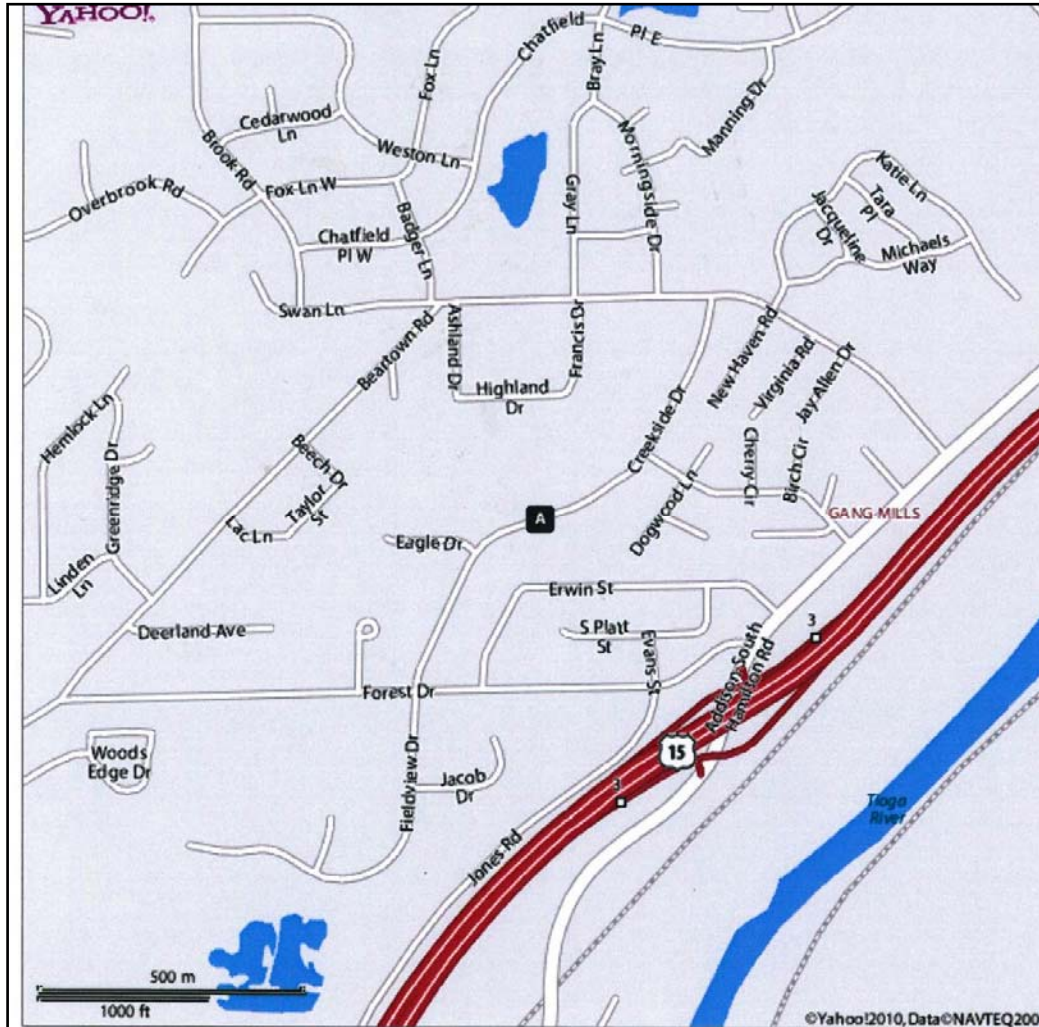 YAHOO!
Chatfield
Pl E
Fox Ln
Bray Ln
Manning Dr
Cedarwood
Ln
Weston Ln
Morningside Dr
Brook Rd
Fox Ln W
Overbrook Rd
Badger Ln
Gray Ln
Katie Ln
Tara
Pl
Jacqueline
Dr
Michaels
Way
Chatfield
Pl W
Swan Ln
Beartown Rd
Ashland Dr
Francis Dr
Highland
Dr
New Haven Rd
Virginia Rd
Jay Allen Dr
Creekside Dr
Hemlock Ln
Greenridge Dr
Beech Dr
Taylor
St
Lac Ln
Cherry Cir
Birch Cir
Dogwood Ln
GANG MILLS
A
Eagle Dr
Linden
Ln
Erwin St
Deerland Ave
S Platt
St
Evans St
3
Addison-South
Hamilton Rd
Forest Dr
15
Woods
Edge Dr
Fieldview Dr
Jacob
Dr
3
Jones Rd
Tioga
River
500 m
1000 ft
©Yahoo!2010, Data©NAVTEQ200